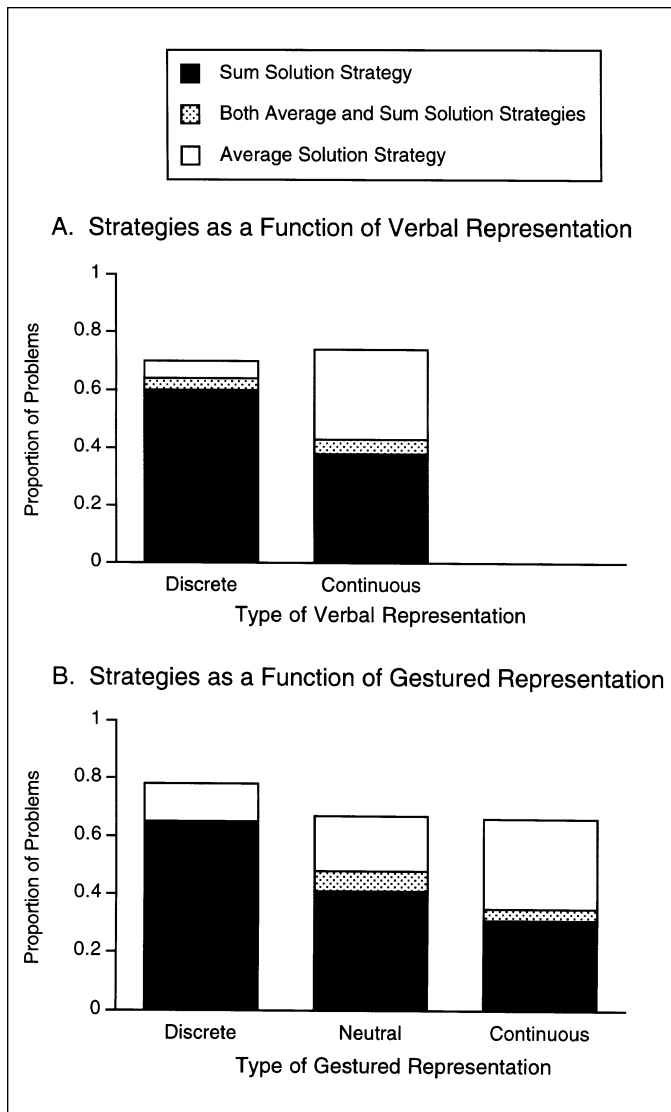 Sum Solution Strategy
Both Average and Sum Solution Strategies
Average Solution Strategy
A. Strategies as a Function of Verbal Representation
Proportion of Problems
1
0.8
0.6
0.4
0.2
0
Discrete Continuous
Type of Verbal Representation
B. Strategies as a Function of Gestured Representation
Proportion of Problems
1
0.8
0.6
0.4
0.2
0
Discrete Neutral Continuous
Type of Gestured Representation